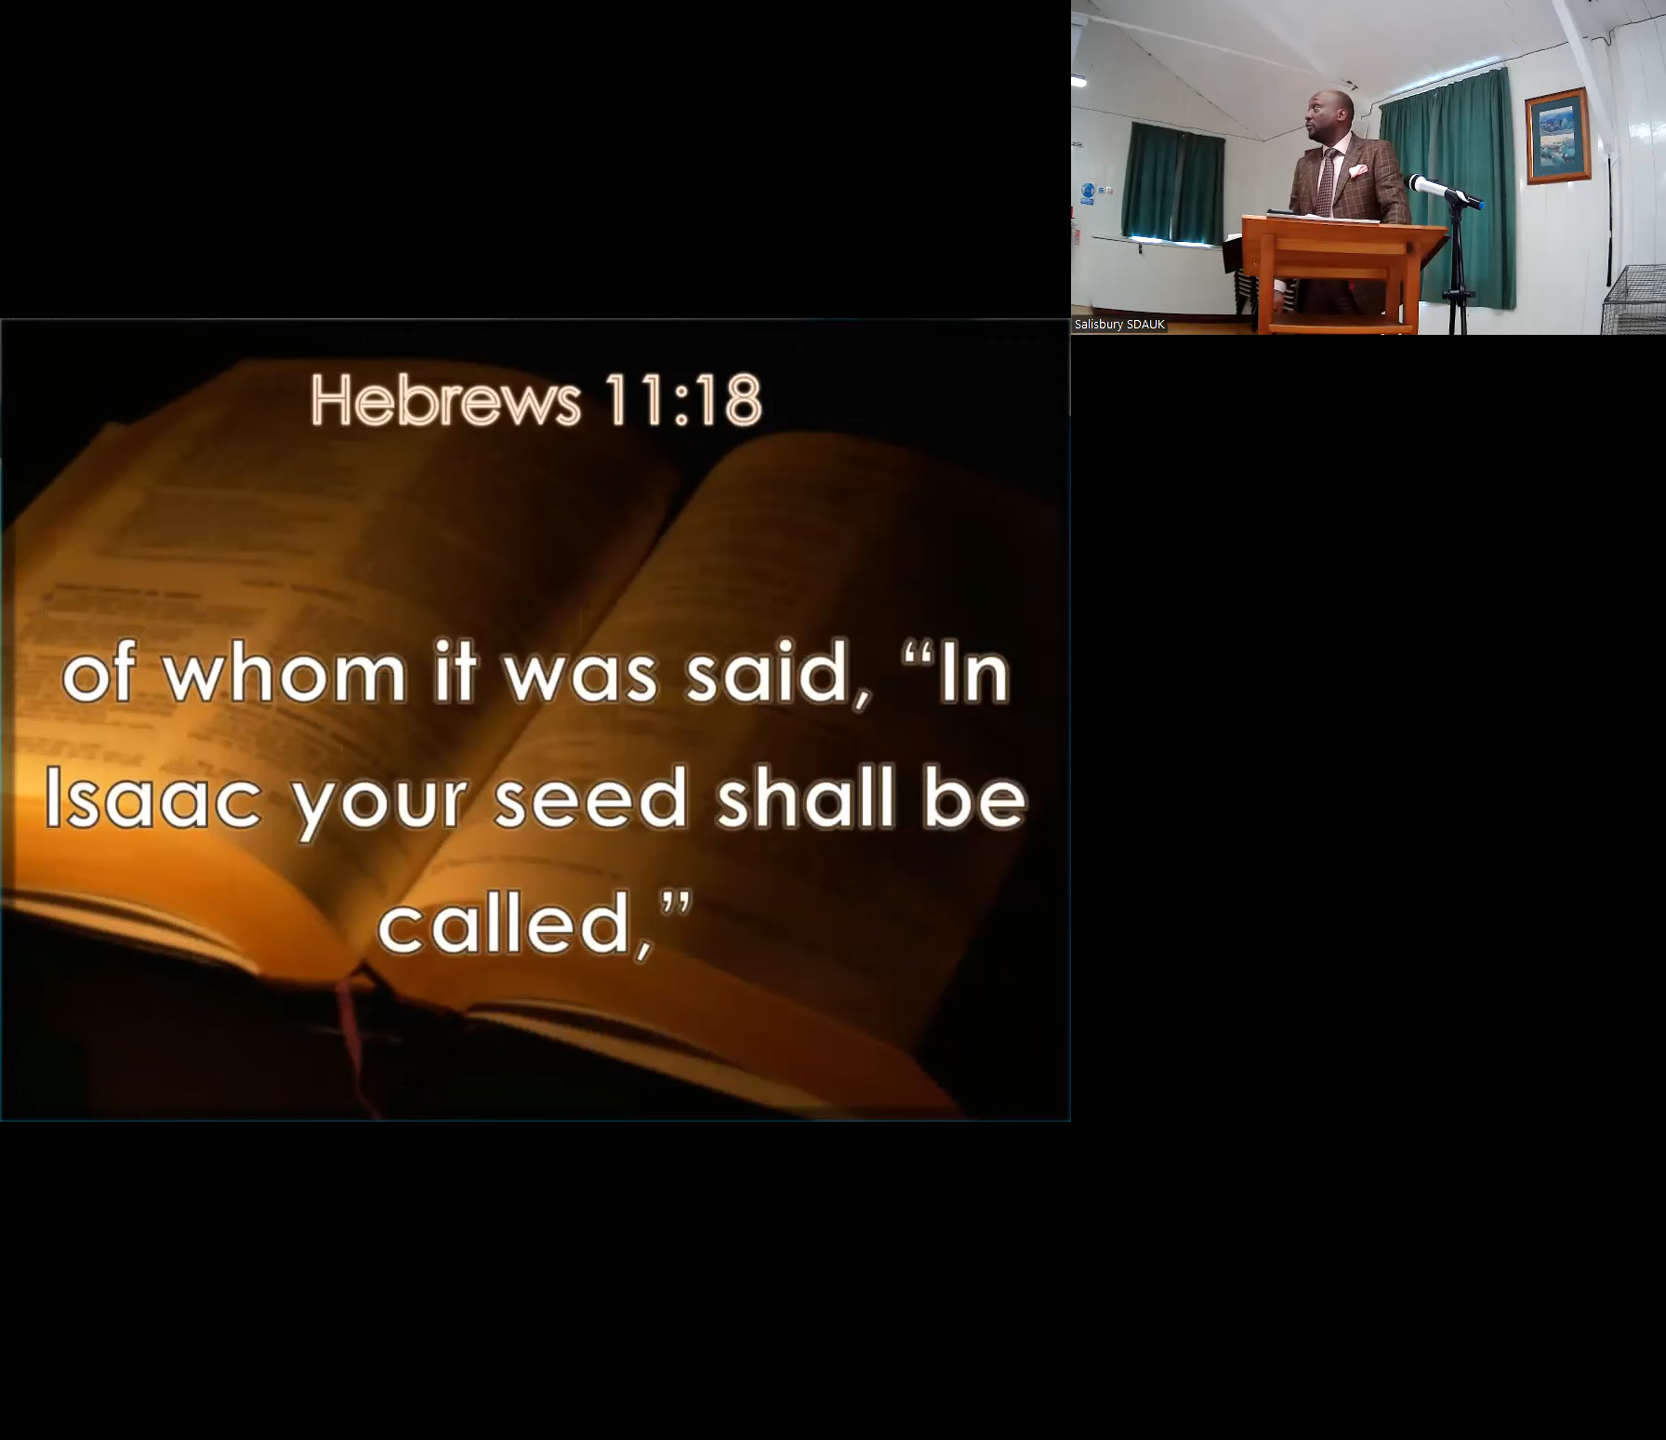 Hebrews 11:18
of whom it was said, “In
Isaac your seed shall be
called,”
Salisbury SDAUK